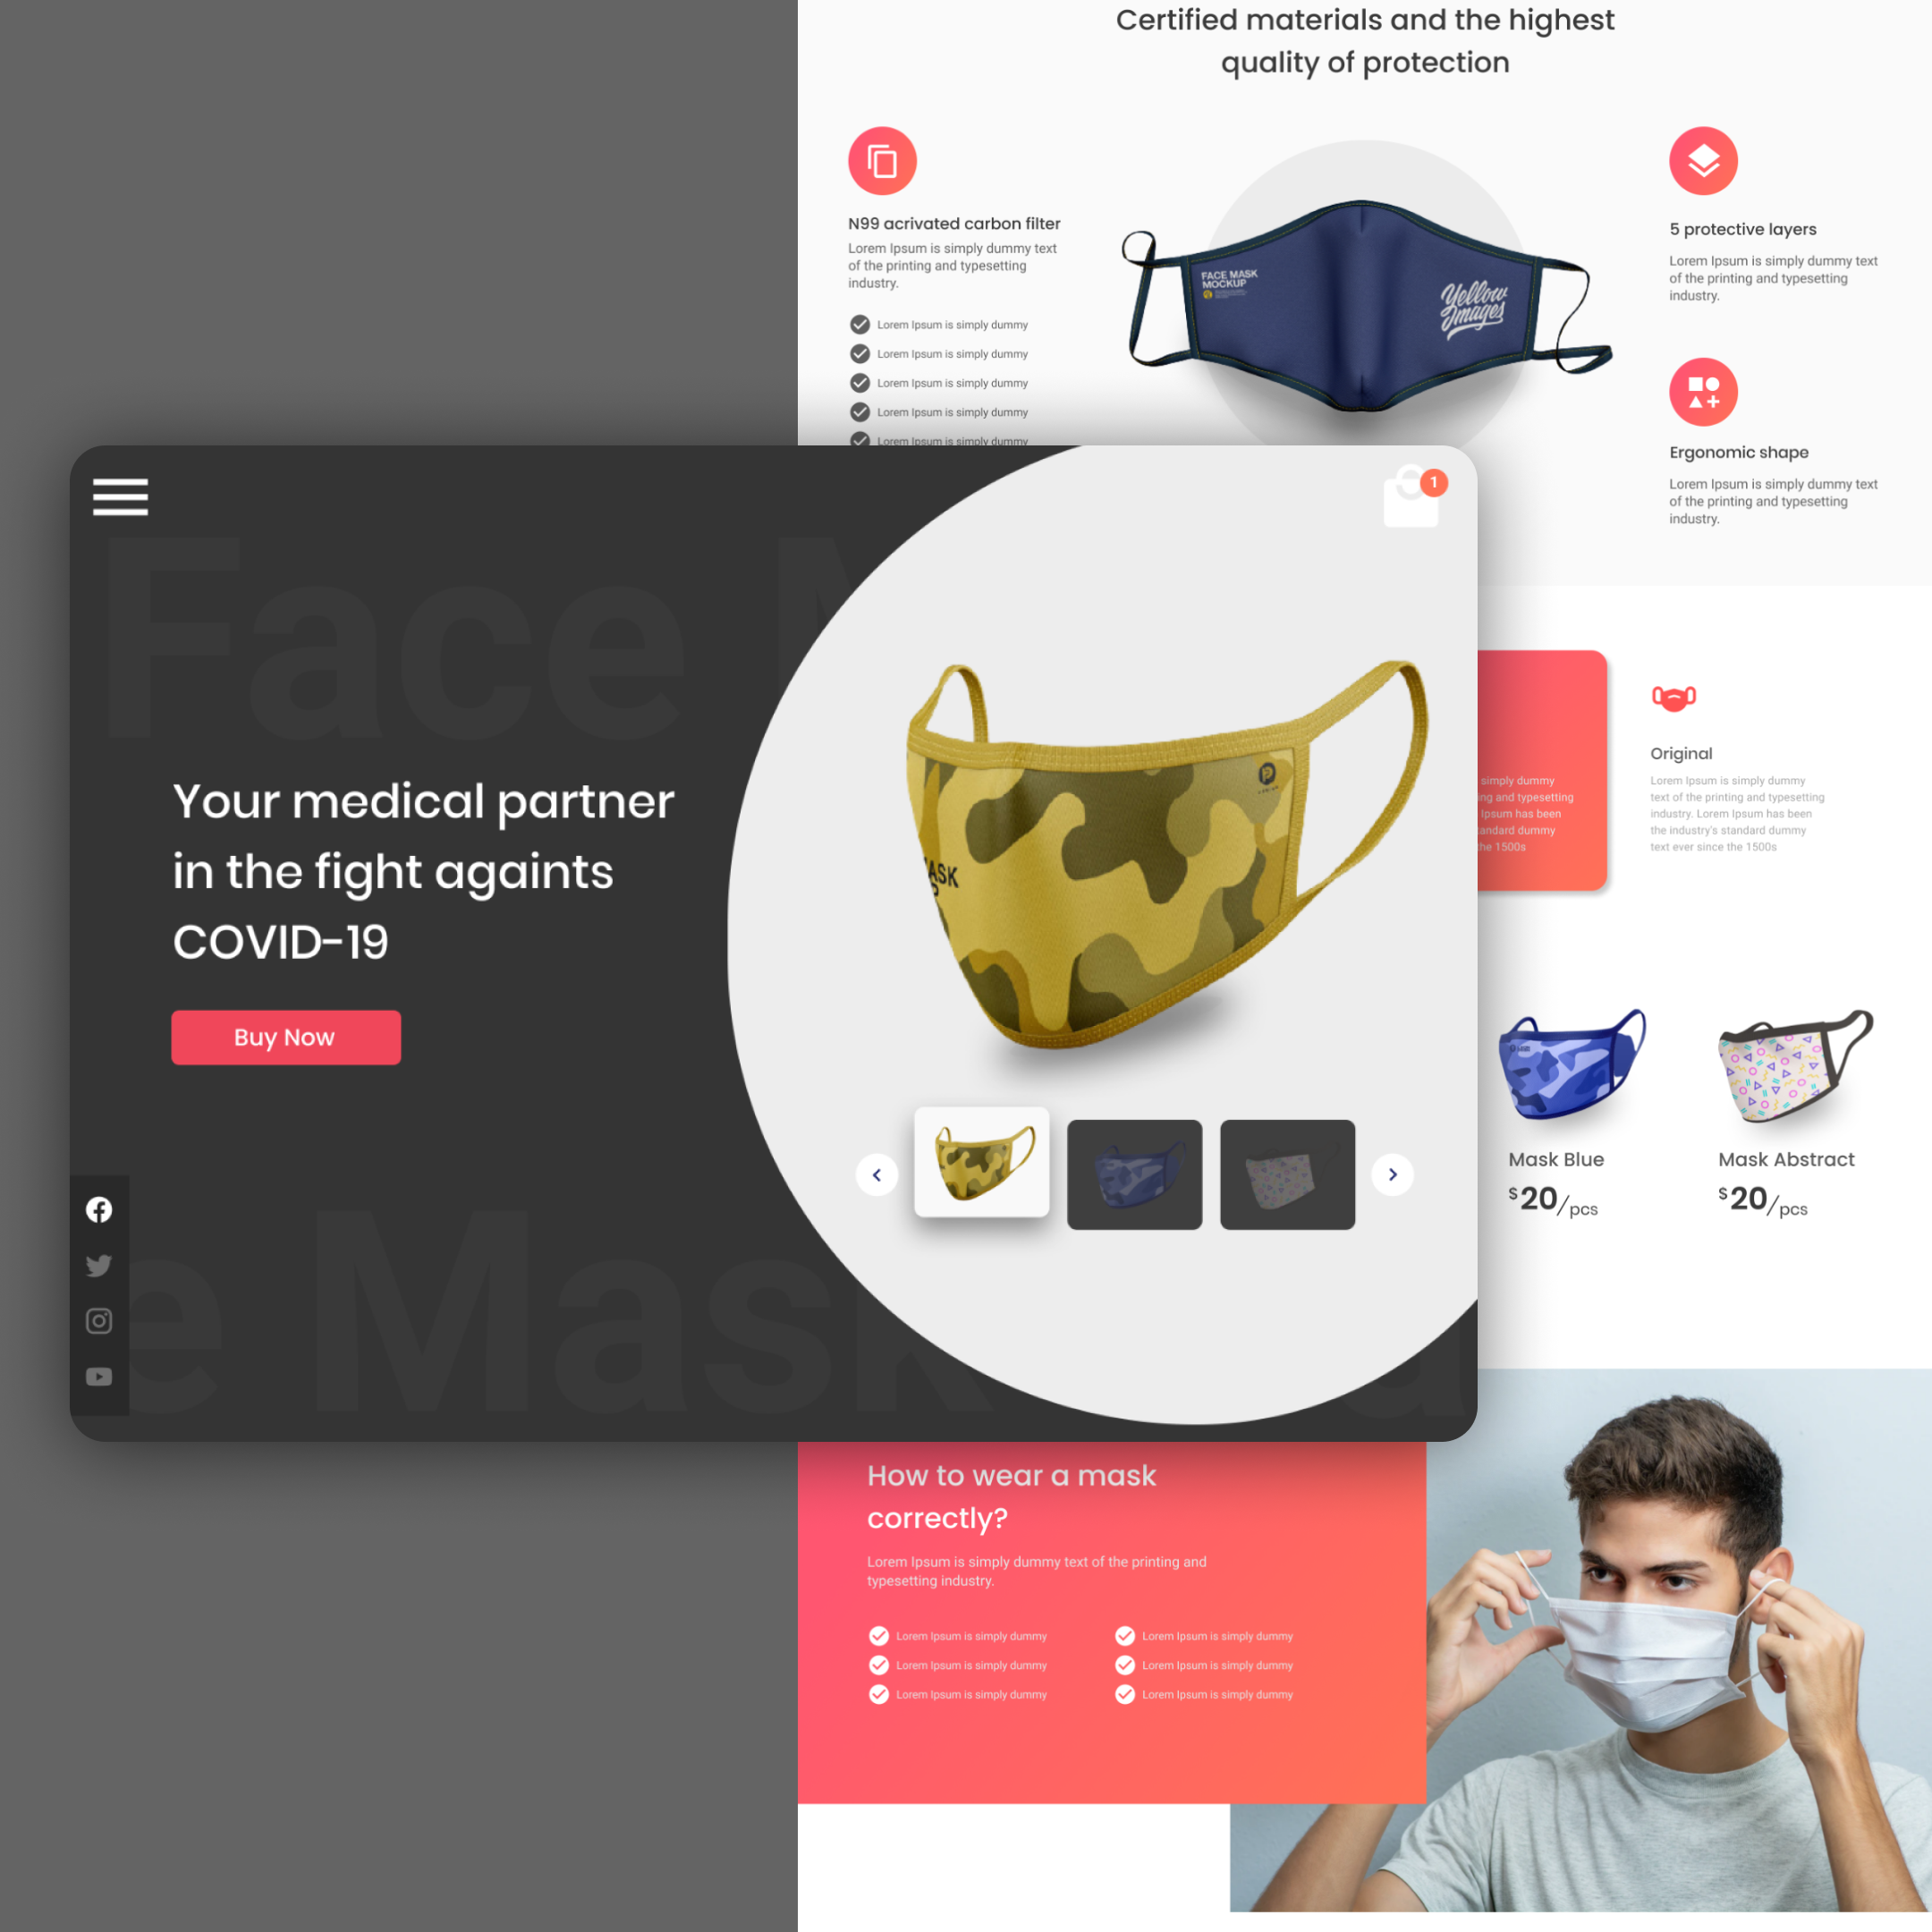 Certified materials and the highest
quality of protection
N99 acrivated carbon filter
Lorem Ipsum is simply dummy text
of the printing and typesetting
industry.
Lorem Ipsum is simply dummy
Lorem Ipsum is simply dummy
Lorem Ipsum is simply dummy
Lorem Ipsum is simply dummy
Lorem Ipsum is simply dummy
FACE MASK
MOCKUP
Yellow
Images
5 protective layers
Lorem Ipsum is simply dummy text
of the printing and typesetting
industry.
Ergonomic shape
Lorem Ipsum is simply dummy text
of the printing and typesetting
industry.
1
Face M
Your medical partner
in the fight againts
COVID-19
Buy Now
e Mask
MASK
simply dummy
ing and typesetting
Ipsum has been
tandard dummy
the 1500s
Original
Lorem Ipsum is simply dummy
text of the printing and typesetting
industry. Lorem Ipsum has been
the industry's standard dummy
text ever since the 1500s
Mask Blue
$20/pcs
Mask Abstract
$20/pcs
How to wear a mask
correctly?
Lorem Ipsum is simply dummy text of the printing and
typesetting industry.
Lorem Ipsum is simply dummy
Lorem Ipsum is simply dummy
Lorem Ipsum is simply dummy
Lorem Ipsum is simply dummy
Lorem Ipsum is simply dummy
Lorem Ipsum is simply dummy